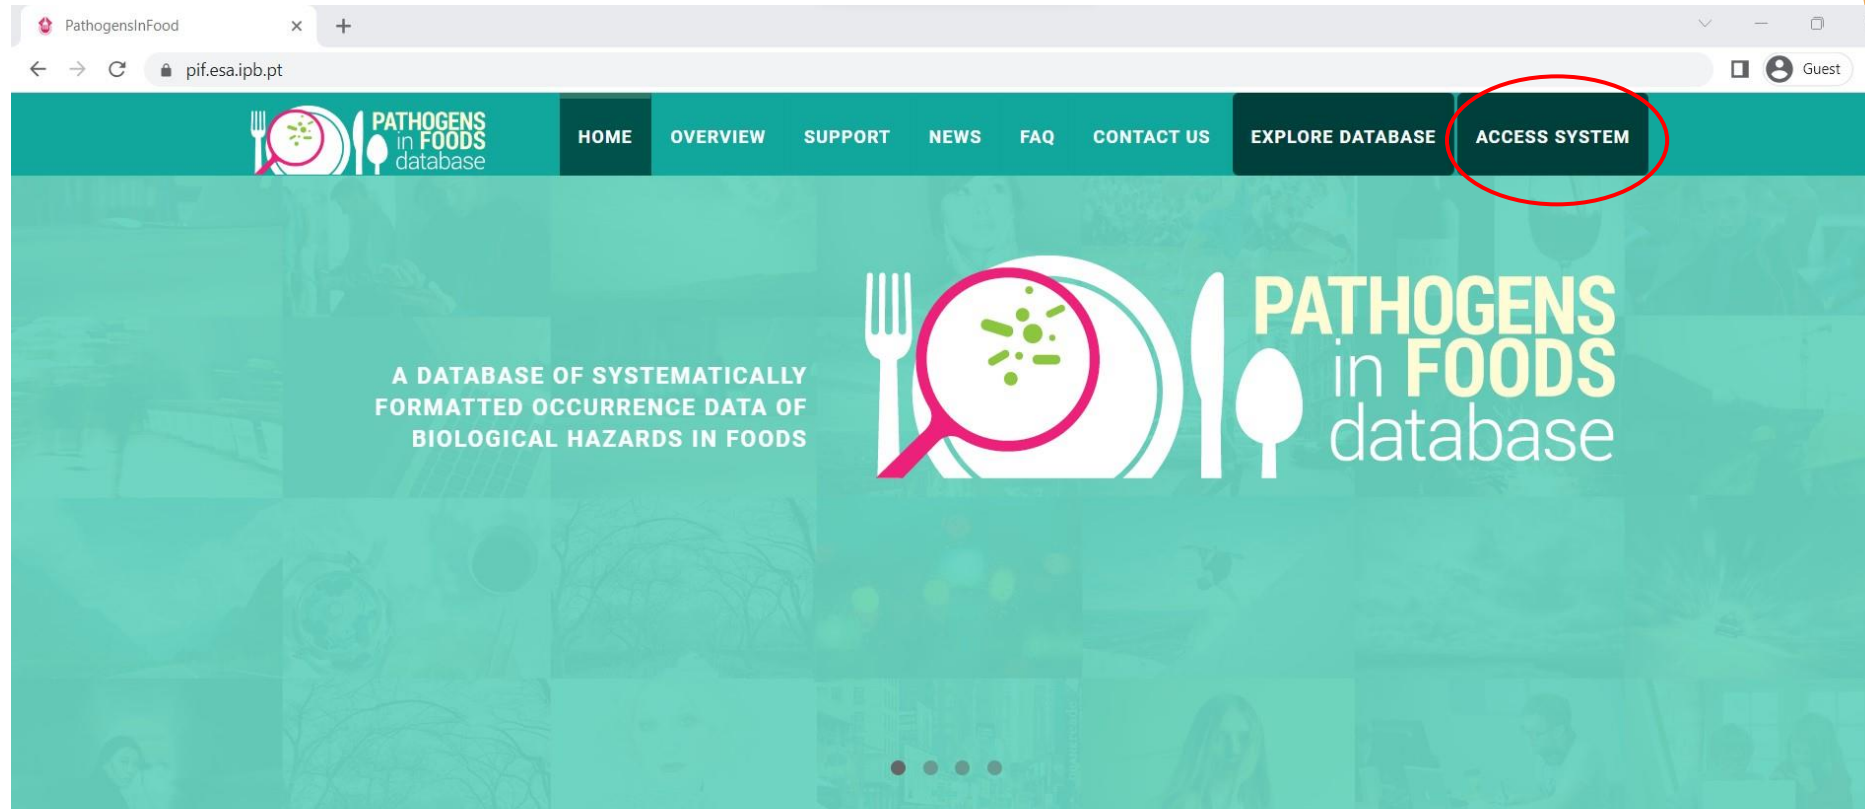 PathogensInFood
pif.esa.ipb.pt
Guest
PATHOGENS
in FOODS
database
HOME
OVERVIEW
SUPPORT
NEWS
FAQ
CONTACT US
EXPLORE DATABASE
ACCESS SYSTEM
A DATABASE OF SYSTEMATICALLY
FORMATTED OCCURRENCE DATA OF
BIOLOGICAL HAZARDS IN FOODS
PATHOGENS
in FOODS
database